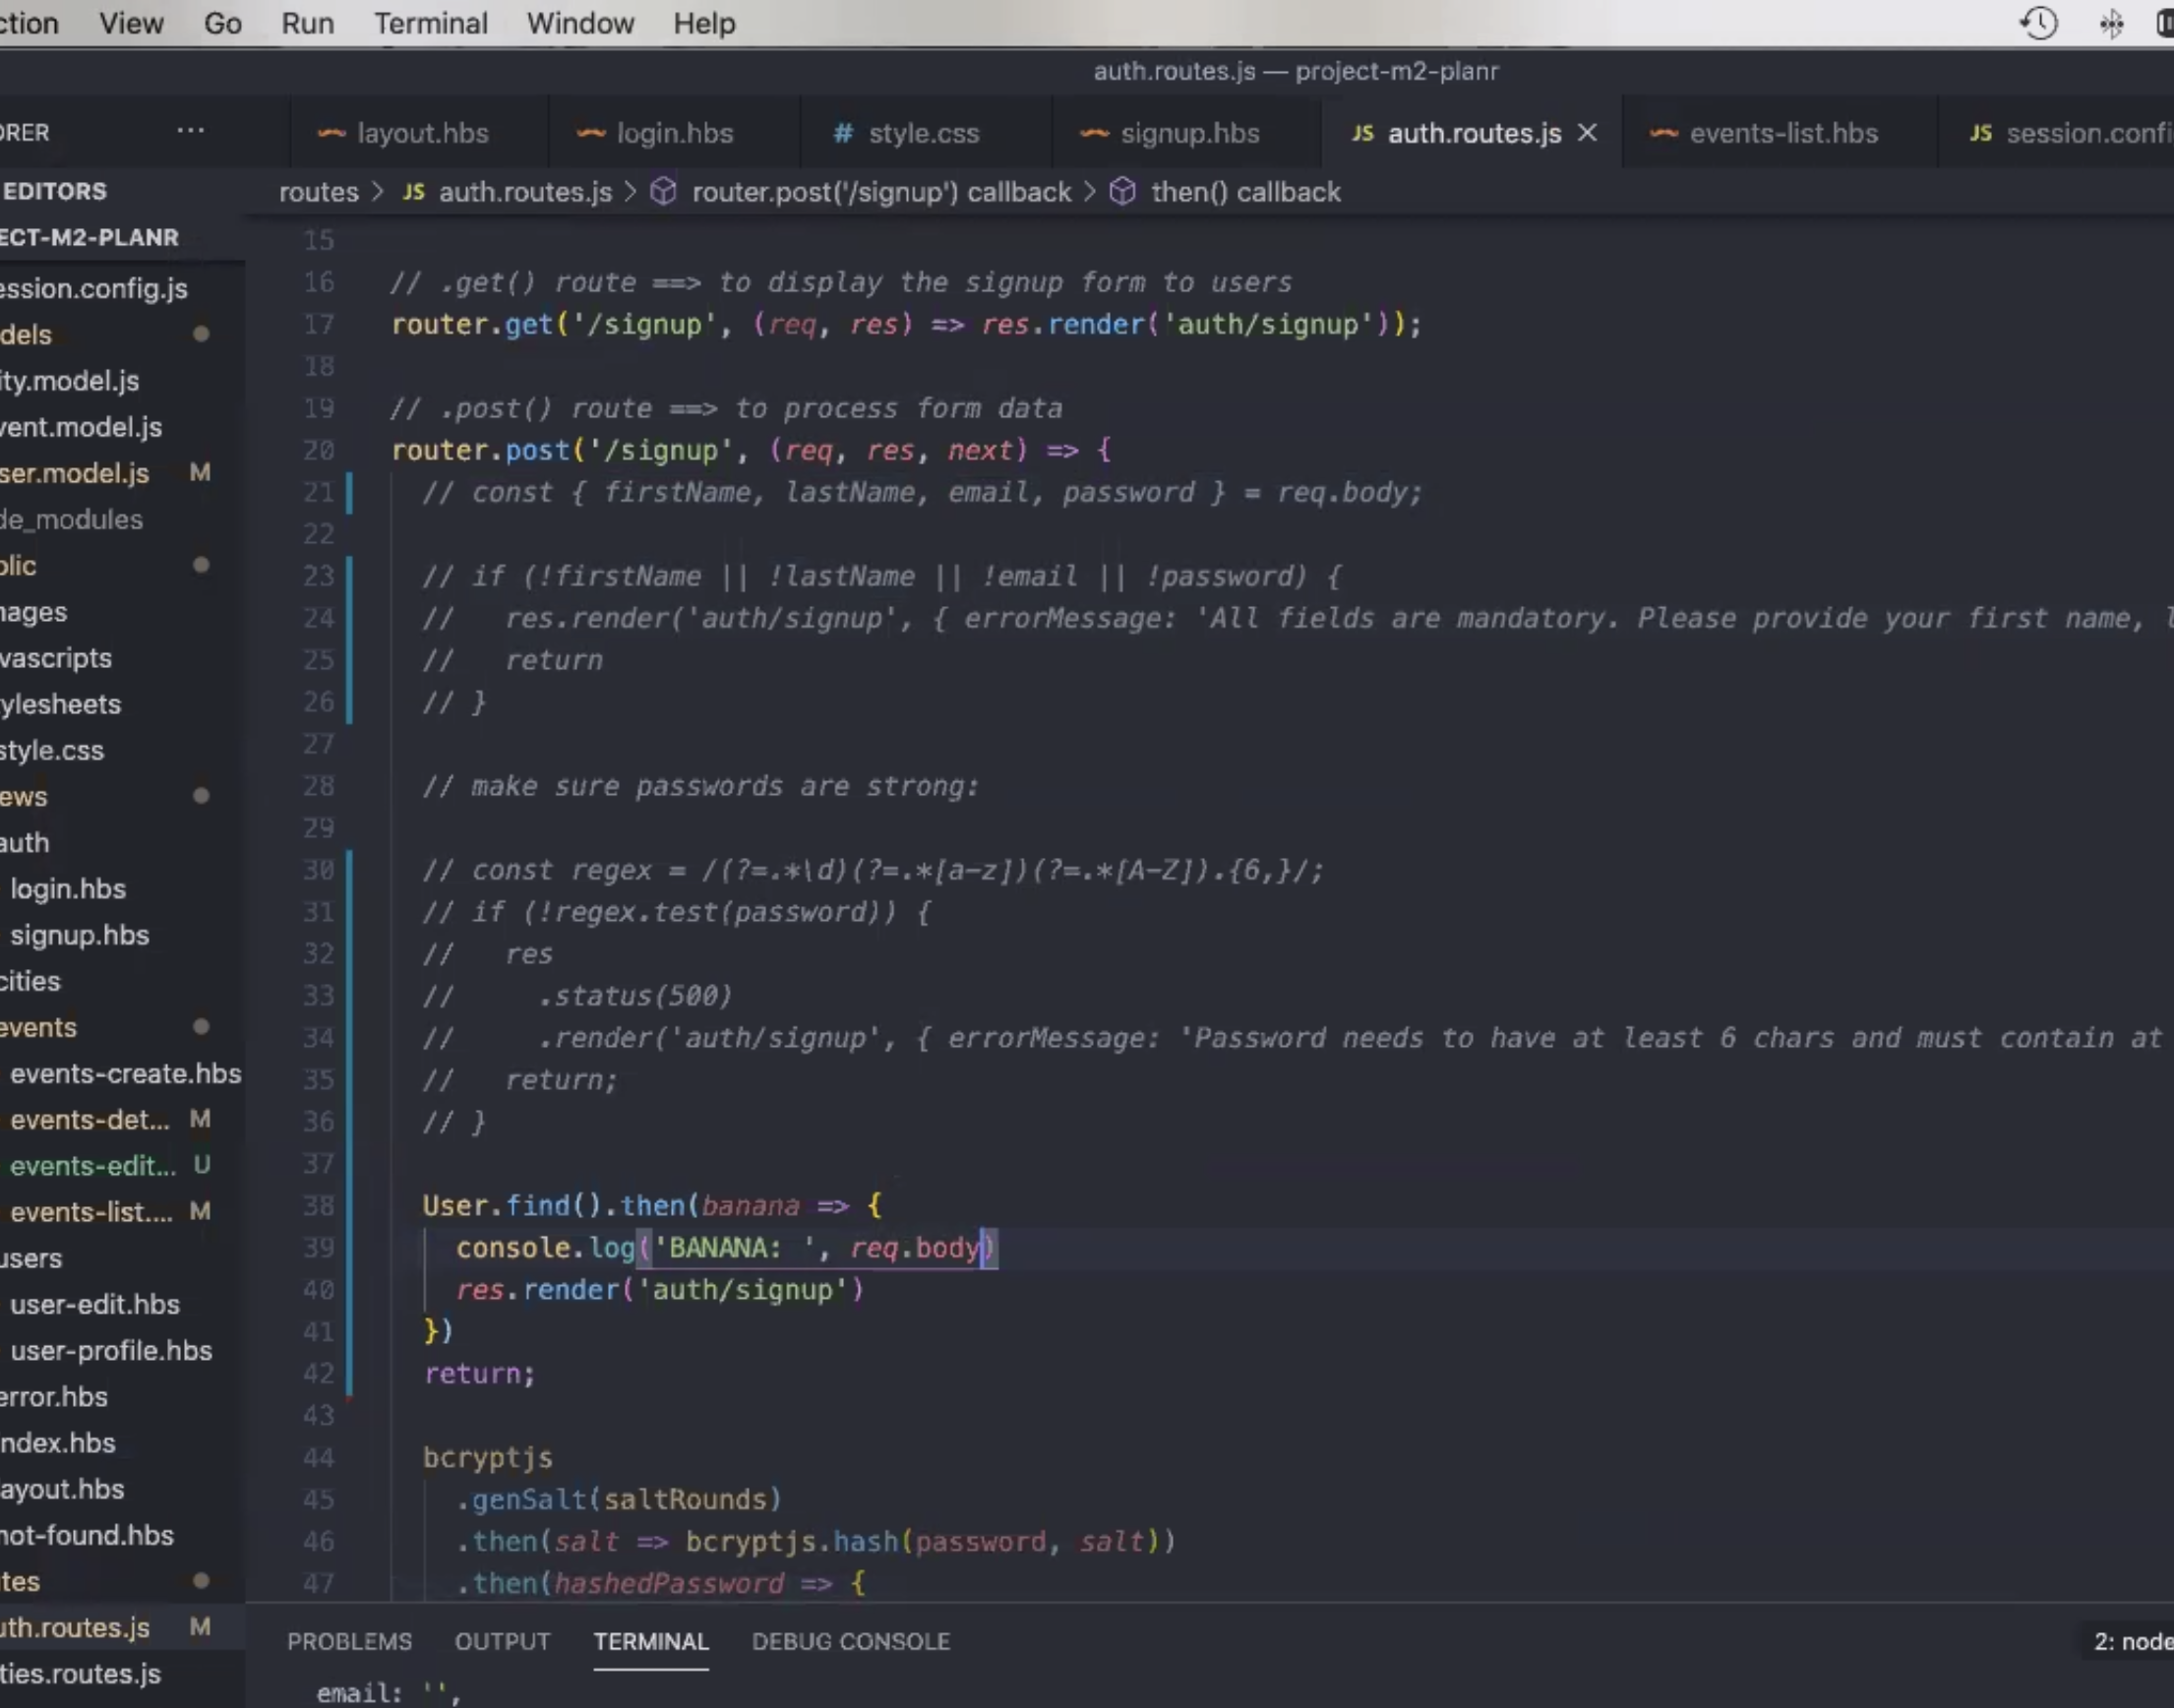 ction View Go Run Terminal Window Help
auth.routes.js — project-m2-planr
ORER ···
layout.hbs login.hbs # style.css signup.hbs JS auth.routes.js × events-list.hbs JS session.confi
EDITORS
routes > JS auth.routes.js > router.post('/signup') callback > then() callback
ECT-M2-PLANR
ession.config.js
dels
ity.model.js
vent.model.js
ser.model.js M
de_modules
blic
mages
vascripts
tylesheets
style.css
ews
auth
login.hbs
signup.hbs
cities
events
events-create.hbs
events-det... M
events-edit... U
events-list.... M
users
user-edit.hbs
user-profile.hbs
error.hbs
ndex.hbs
ayout.hbs
not-found.hbs
tes
uth.routes.js M
ties.routes.js
15
16 // .get() route ==> to display the signup form to users
17 router.get('/signup', (req, res) => res.render('auth/signup'));
18
19 // .post() route ==> to process form data
20 router.post('/signup', (req, res, next) => {
21 // const { firstName, lastName, email, password } = req.body;
22
23 // if (!firstName || !lastName || !email || !password) {
24 //   res.render('auth/signup', { errorMessage: 'All fields are mandatory. Please provide your first name, l
25 //   return
26 // }
27
28 // make sure passwords are strong:
29
30 // const regex = /(?=.*\d)(?=.*[a-z])(?=.*[A-Z]).{6,}/;
31 // if (!regex.test(password)) {
32 //   res
33 //     .status(500)
34 //     .render('auth/signup', { errorMessage: 'Password needs to have at least 6 chars and must contain at
35 //   return;
36 // }
37
38 User.find().then(banana => {
39 console.log('BANANA: ', req.body)
40 res.render('auth/signup')
41 })
42 return;
43
44 bcryptjs
45 .genSalt(saltRounds)
46 .then(salt => bcryptjs.hash(password, salt))
47 .then(hashedPassword => {
PROBLEMS OUTPUT TERMINAL DEBUG CONSOLE 2: node
email: '',